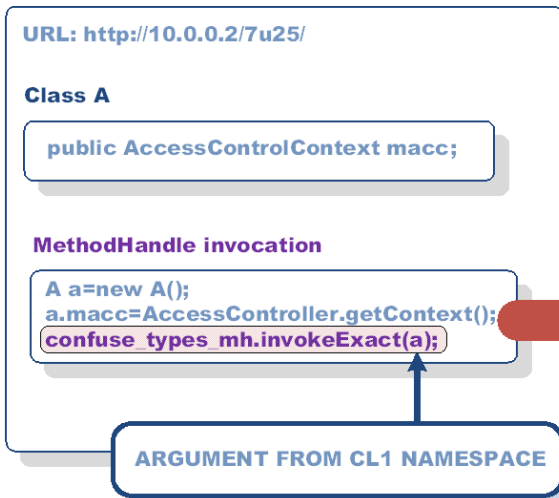 URL: http://10.0.0.2/7u25/
Class A
public AccessControlContext macc;
MethodHandle invocation
A a=new A();
a.macc=AccessController.getContext();
confuse_types_mh.invokeExact(a);
ARGUMENT FROM CL1 NAMESPACE